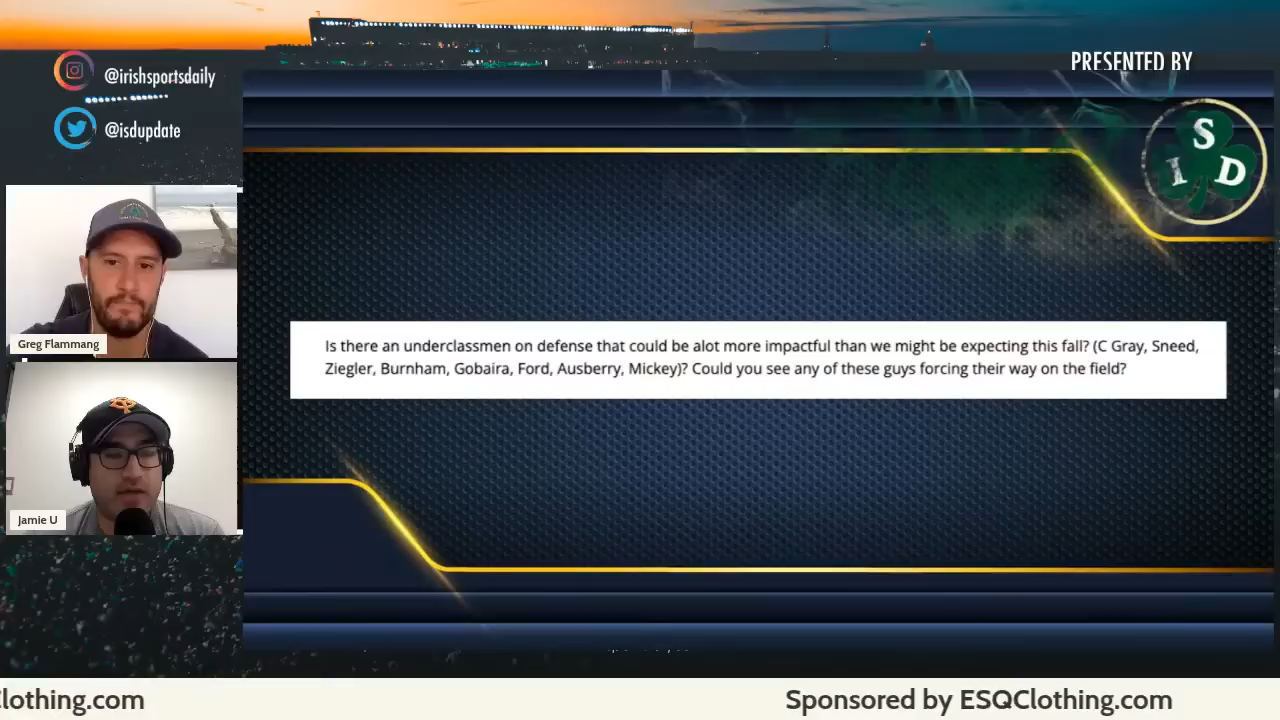 @irishsportsdaily
@isdupdate
PRESENTED BY
I S D
Greg Flammang
Jamie U
Is there an underclassmen on defense that could be alot more impactful than we might be expecting this fall? (C Gray, Sneed,
Ziegler, Burnham, Gobaira, Ford, Ausberry, Mickey)? Could you see any of these guys forcing their way on the field?
lothing.com
Sponsored by ESQClothing.com